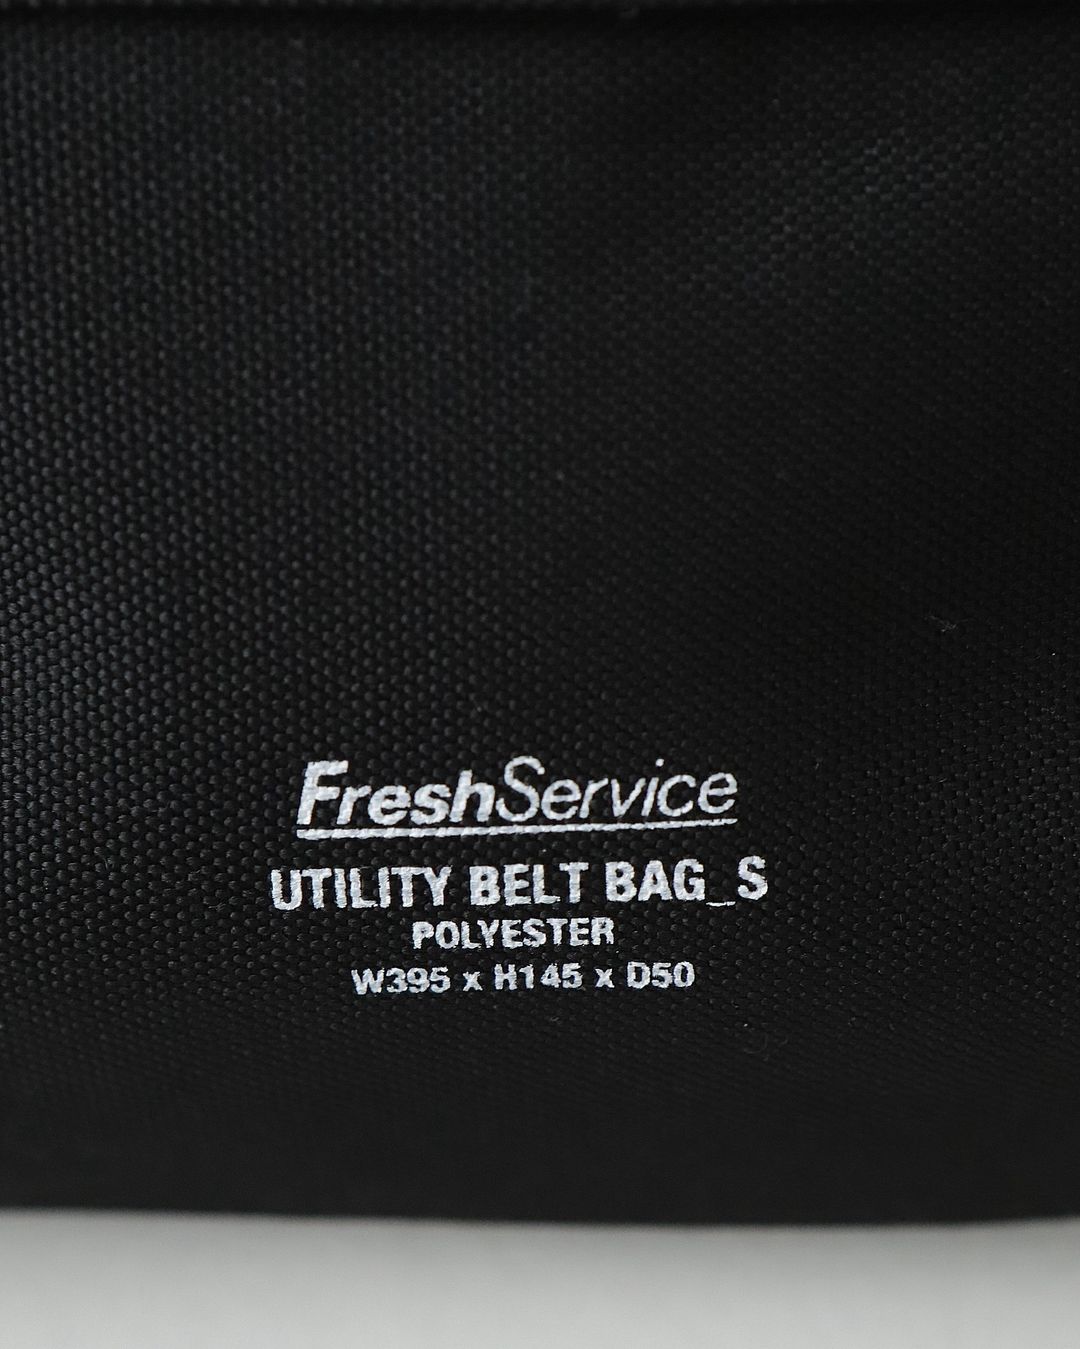 FreshService
UTILITY BELT BAG_S
POLYESTER
W395 x H145 x D50